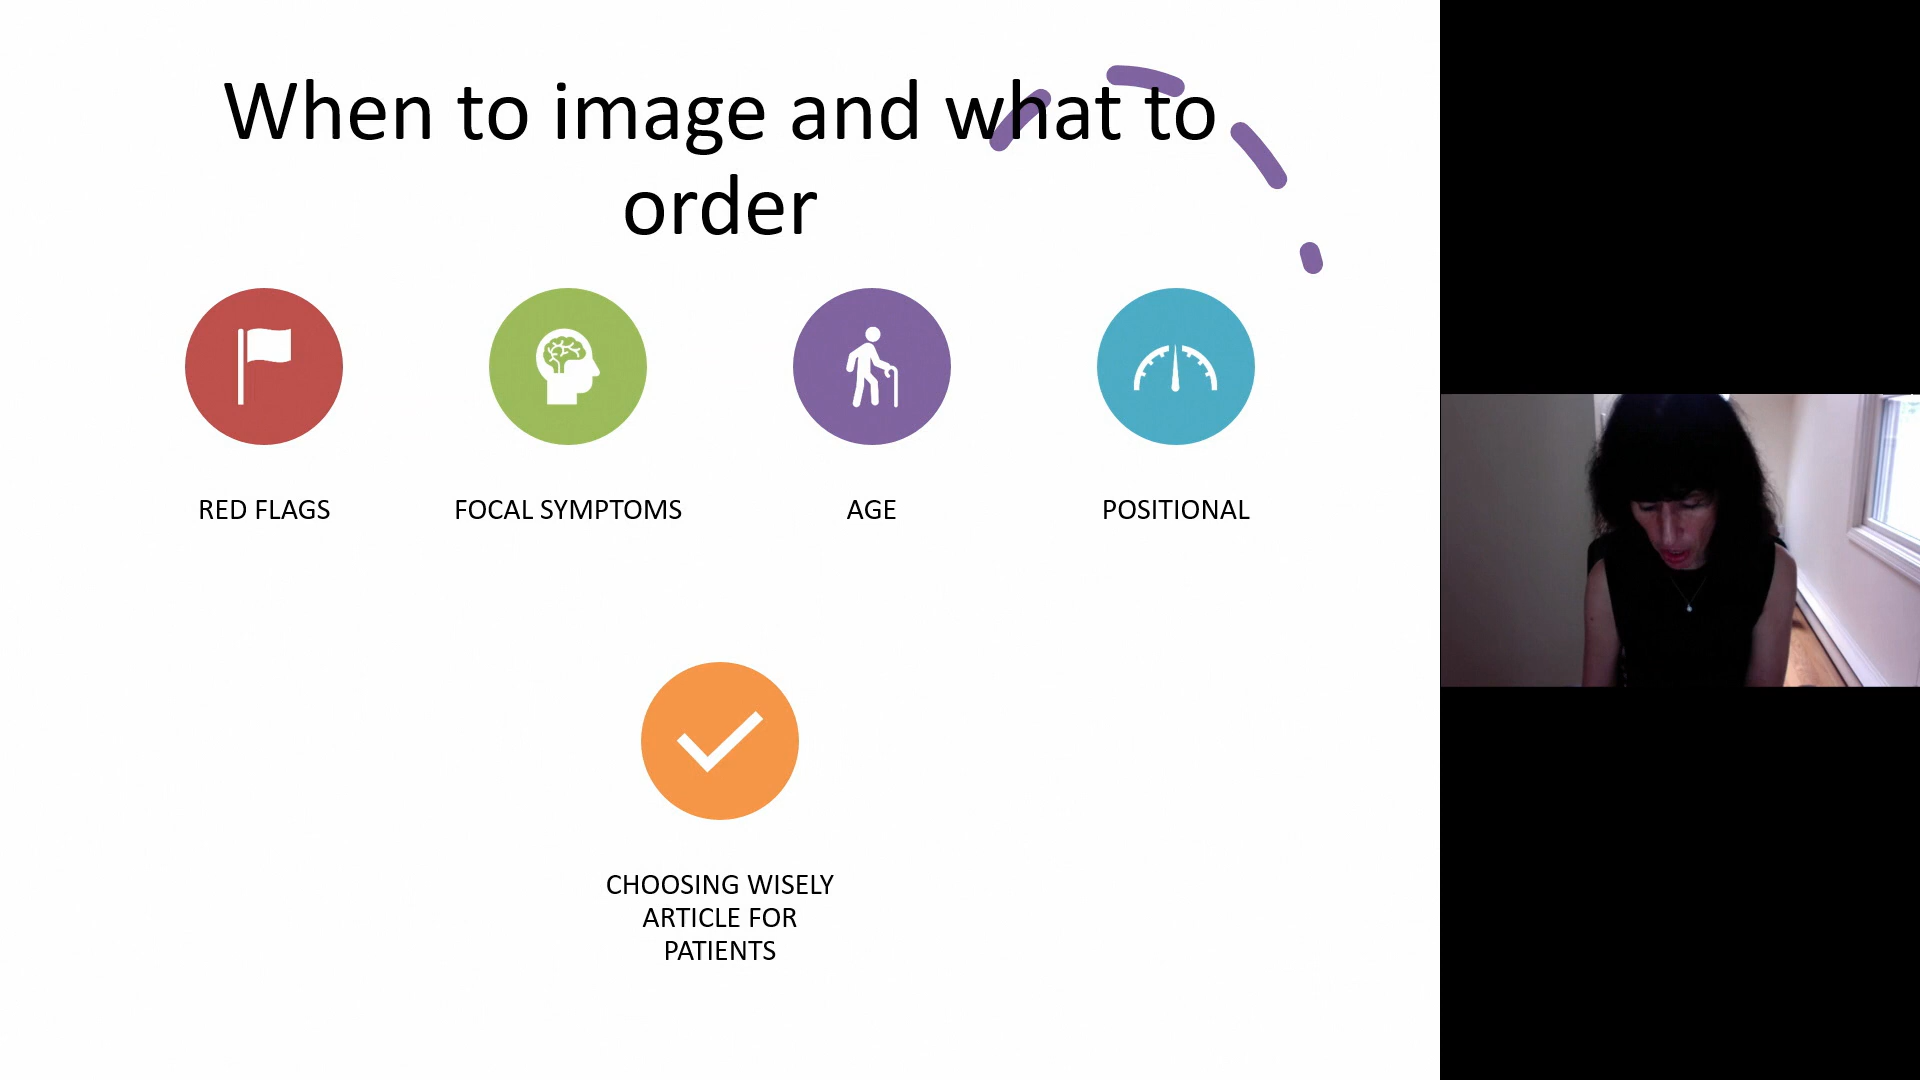 When to image and what to
order
RED FLAGS
FOCAL SYMPTOMS
AGE
POSITIONAL
CHOOSING WISELY
ARTICLE FOR
PATIENTS